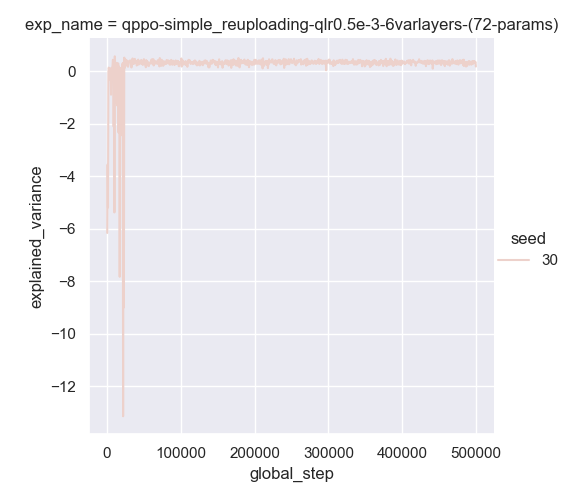 exp_name = qppo-simple_reuploading-qlr0.5e-3-6varlayers-(72-params)
0
−2
−4
−6
−8
−10
−12
explained_variance
0 100000 200000 300000 400000 500000
global_step
seed
30